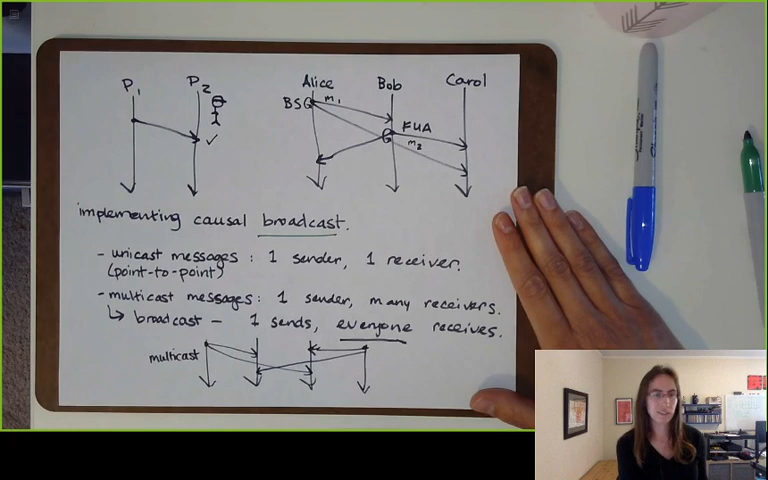 P1 P2 Alice Bob Carol
BS m1
FUA
m2
implementing causal broadcast.
- unicast messages : 1 sender, 1 receiver.
(point-to-point)
- multicast messages: 1 sender, many receivers.
↳ broadcast - 1 sends, everyone receives.
multicast